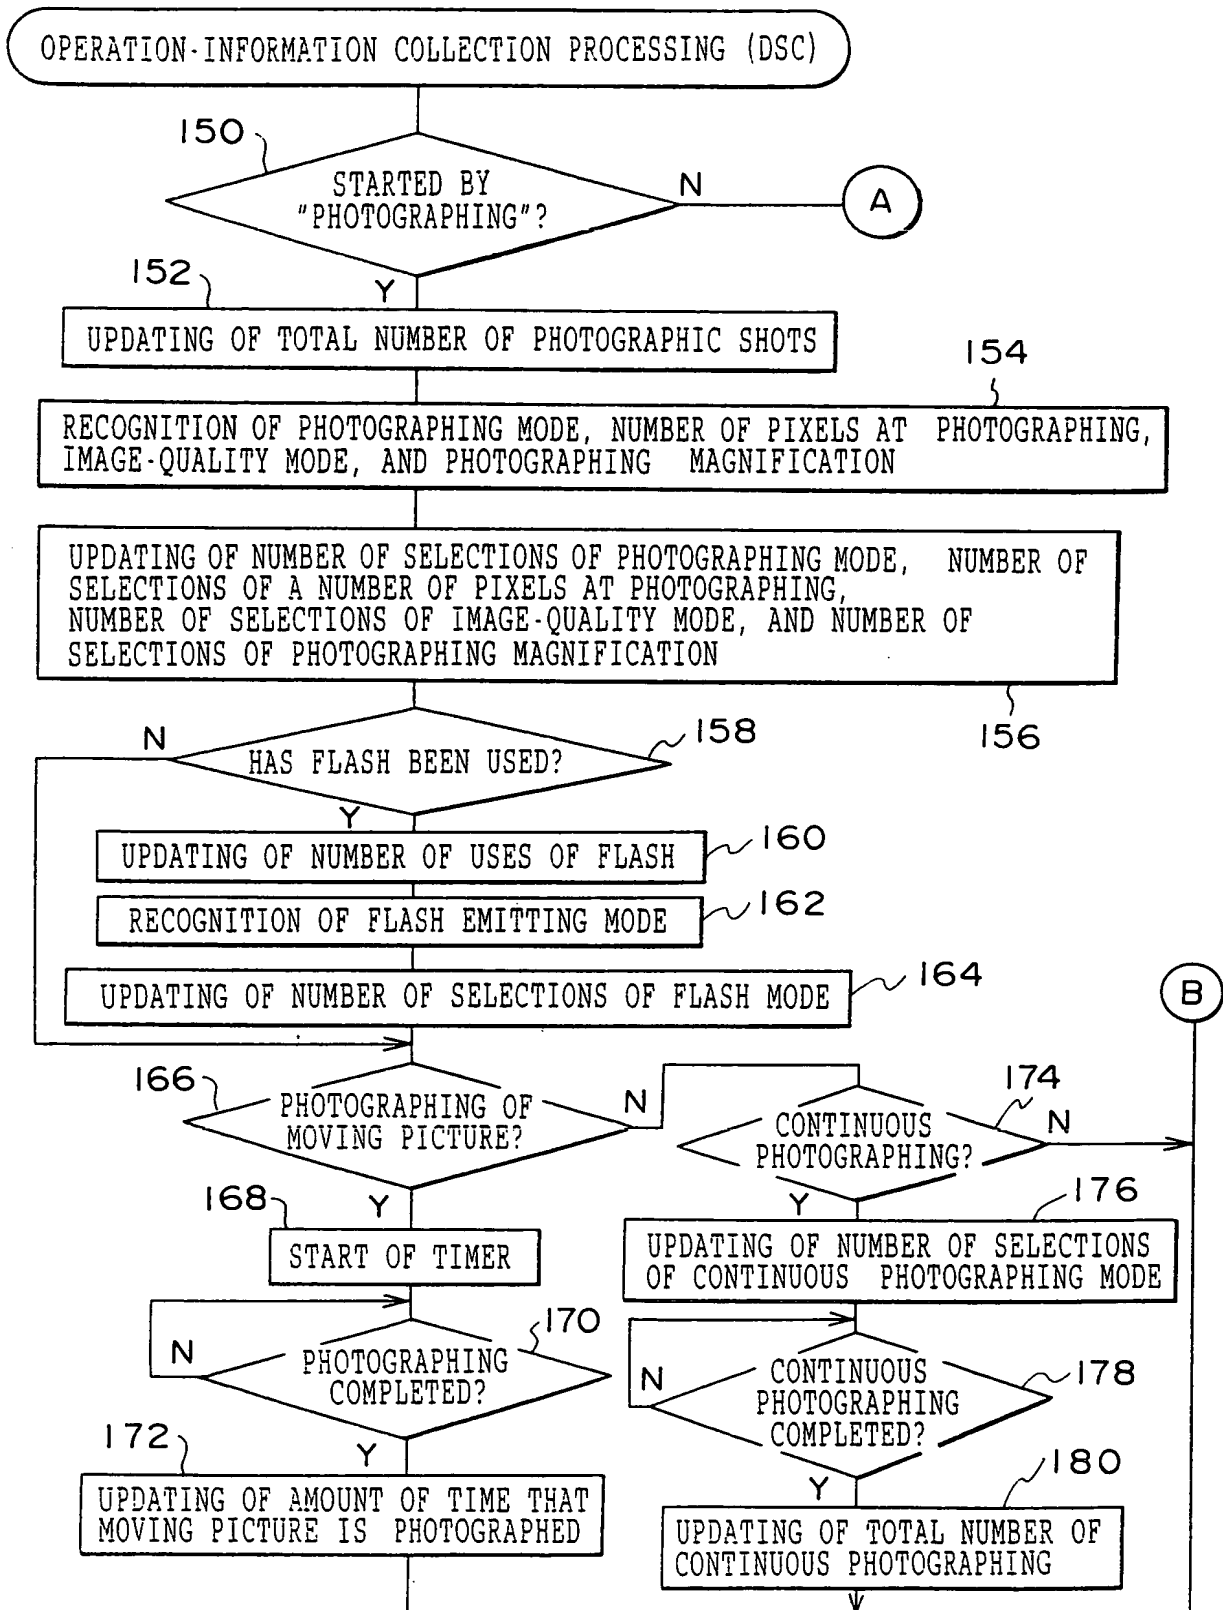 OPERATION-INFORMATION COLLECTION PROCESSING (DSC)
150
STARTED BY
"PHOTOGRAPHING"?
N
A
Y
152
UPDATING OF TOTAL NUMBER OF PHOTOGRAPHIC SHOTS
154
RECOGNITION OF PHOTOGRAPHING MODE, NUMBER OF PIXELS AT PHOTOGRAPHING,
IMAGE-QUALITY MODE, AND PHOTOGRAPHING MAGNIFICATION
UPDATING OF NUMBER OF SELECTIONS OF PHOTOGRAPHING MODE, NUMBER OF
SELECTIONS OF A NUMBER OF PIXELS AT PHOTOGRAPHING,
NUMBER OF SELECTIONS OF IMAGE-QUALITY MODE, AND NUMBER OF
SELECTIONS OF PHOTOGRAPHING MAGNIFICATION
156
N
158
HAS FLASH BEEN USED?
Y
UPDATING OF NUMBER OF USES OF FLASH
160
RECOGNITION OF FLASH EMITTING MODE
162
UPDATING OF NUMBER OF SELECTIONS OF FLASH MODE
164
B
166
PHOTOGRAPHING OF
MOVING PICTURE?
N
Y
168
START OF TIMER
170
N
PHOTOGRAPHING
COMPLETED?
Y
172
UPDATING OF AMOUNT OF TIME THAT
MOVING PICTURE IS PHOTOGRAPHED
174
CONTINUOUS
PHOTOGRAPHING?
N
Y
176
UPDATING OF NUMBER OF SELECTIONS
OF CONTINUOUS PHOTOGRAPHING MODE
N
178
CONTINUOUS
PHOTOGRAPHING
COMPLETED?
Y
180
UPDATING OF TOTAL NUMBER OF
CONTINUOUS PHOTOGRAPHING